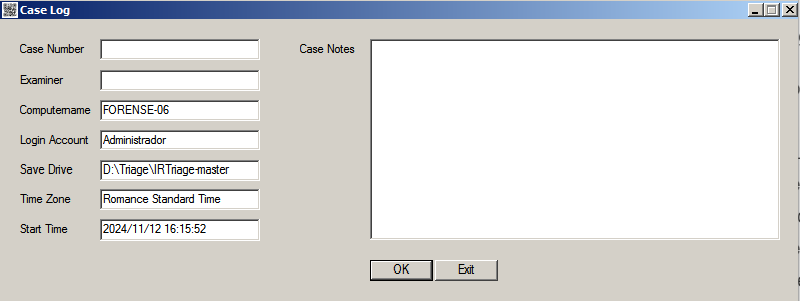 Case Log
Case Number
Case Notes
Examiner
Computername FORENSE-06
Login Account Administrador
Save Drive D:\Triage\IRTriage-master
Time Zone Romance Standard Time
Start Time 2024/11/12 16:15:52
OK Exit